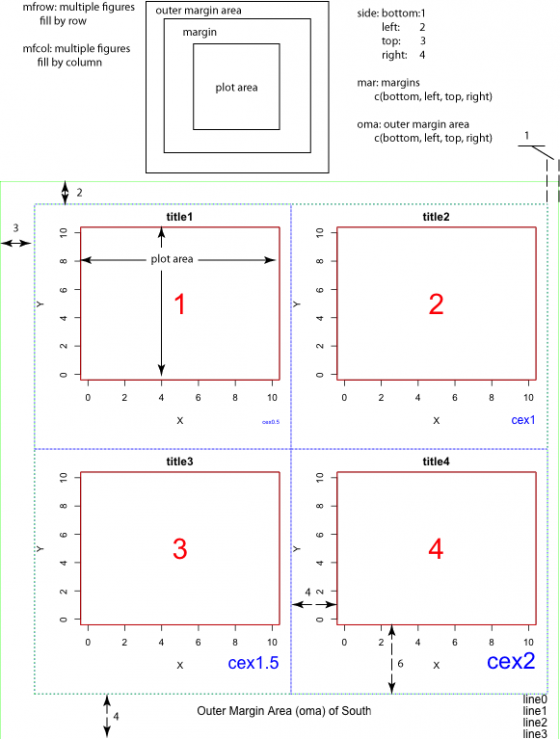 mfrow: multiple figures
fill by row
mfcol: multiple figures
fill by column
outer margin area
margin
plot area
side: bottom:1
left: 2
top: 3
right: 4
mar: margins
c(bottom, left, top, right)
oma: outer margin area
c(bottom, left, top, right)
1
2
3
title1
10
8
6
4
2
0
Y
plot area
1
0 2 4 6 8 10
X
cex0.5
title2
10
8
6
4
2
0
Y
2
0 2 4 6 8 10
X
cex1
title3
10
8
6
4
2
0
Y
3
0 2 4 6 8 10
X
cex1.5
title4
10
8
6
4
2
0
Y
4
4
0 2 4 6 8 10
6
X
cex2
4
Outer Margin Area (oma) of South
line0
line1
line2
line3